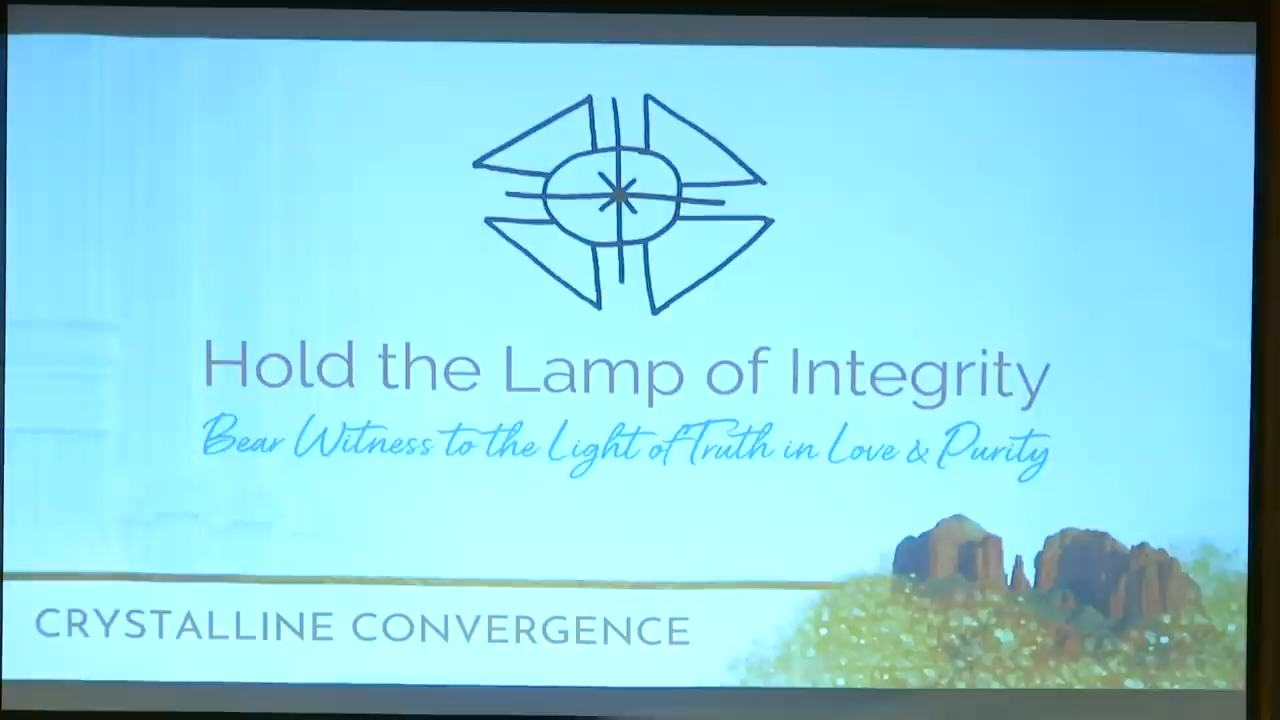 Hold the Lamp of Integrity
Bear Witness to the Light of Truth in Love & Purity
CRYSTALLINE CONVERGENCE